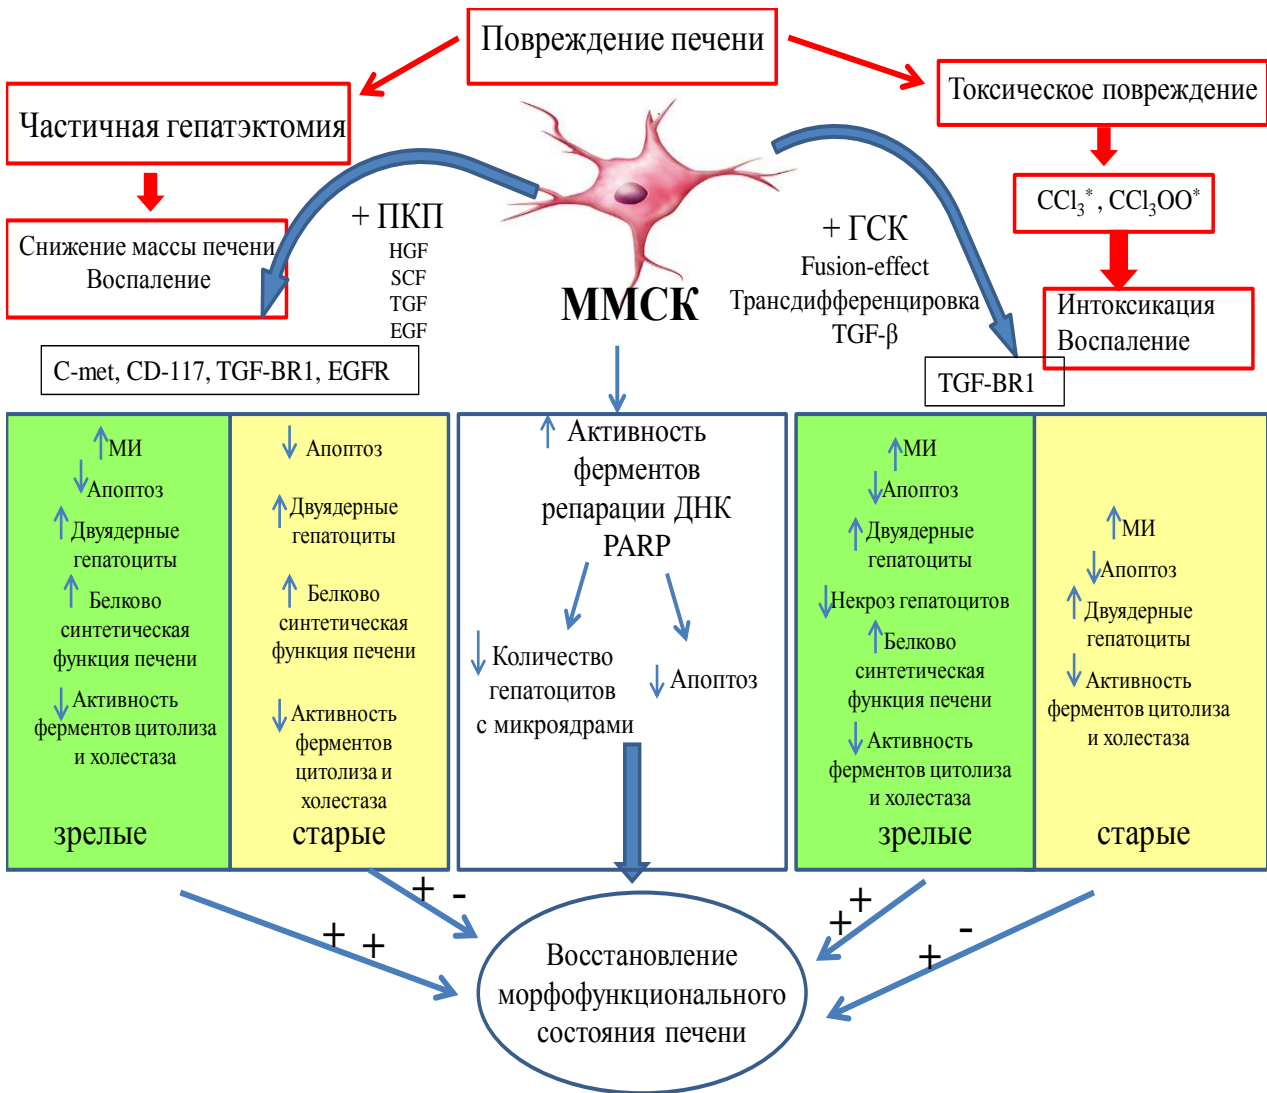 Повреждение печени
Частичная гепатэктомия
Токсическое повреждение
Снижение массы печени
Воспаление
CCl3*, CCl3OO*
Интоксикация
Воспаление
+ ПКП
HGF
SCF
TGF
EGF
ММСК
+ ГСК
Fusion-effect
Трансдифференцировка
TGF-β
C-met, CD-117, TGF-BR1, EGFR
TGF-BR1
↑МИ
↓Апоптоз
↑Двуядерные
гепатоциты
↑Белково
синтетическая
функция печени
↓Активность
ферментов цитолиза
и холестаза
зрелые
↓ Апоптоз
↑Двуядерные
гепатоциты
↑ Белково
синтетическая
функция печени
↓ Активность
ферментов
цитолиза и
холестаза
старые
↑ Активность
ферментов
репарации ДНК
PARP
↓ Количество
гепатоцитов
с микроядрами
↓ Апоптоз
↑МИ
↓Апоптоз
↑Двуядерные
гепатоциты
↓Некроз гепатоцитов
↑Белково
синтетическая
функция печени
↓Активность
ферментов цитолиза
и холестаза
зрелые
↑МИ
↓Апоптоз
↑Двуядерные
гепатоциты
↓Активность
ферментов цитолиза
и холестаза
старые
+ +
+ -
+ +
+ -
Восстановление
морфофункционального
состояния печени